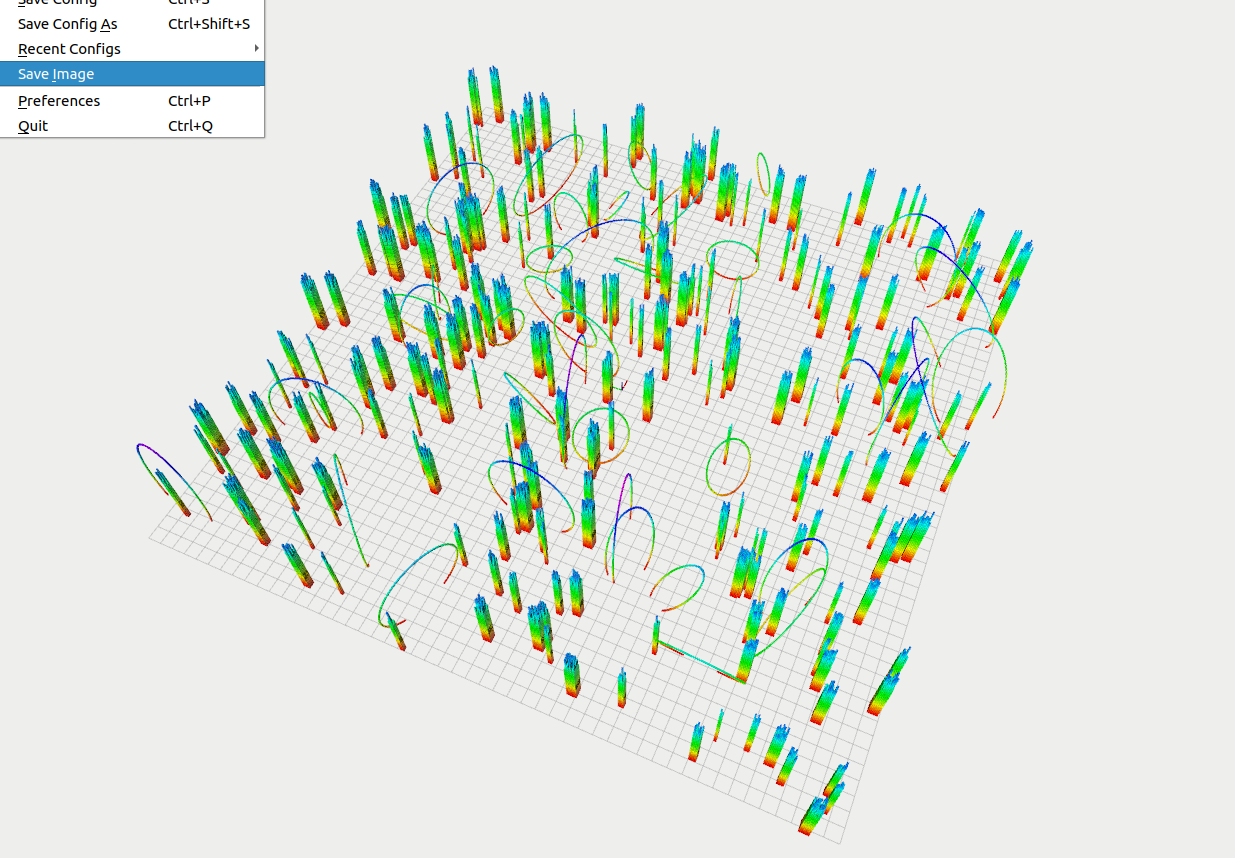 Save Config Ctrl+S
Save Config As Ctrl+Shift+S
Recent Configs
Save Image
Preferences Ctrl+P
Quit Ctrl+Q